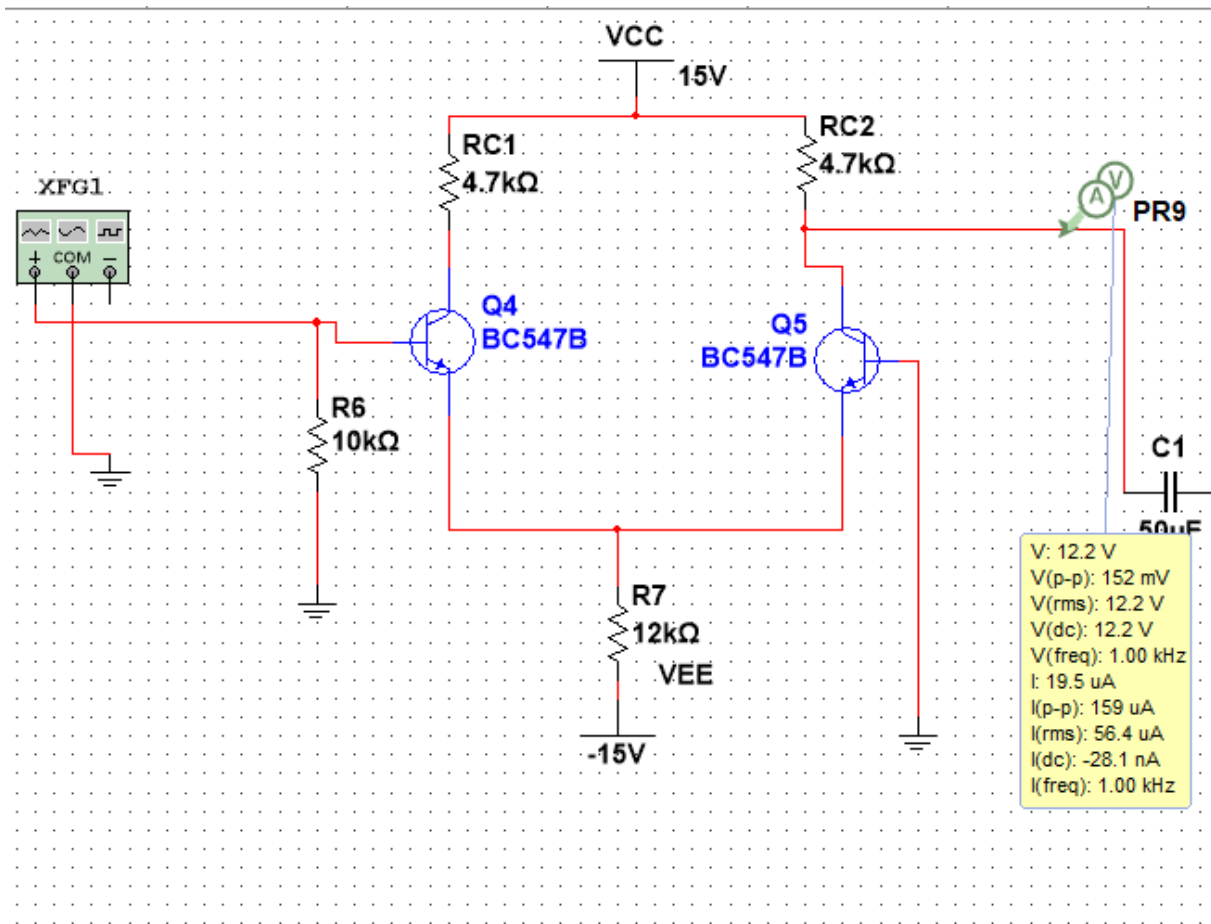 VCC
15V
RC1
4.7kΩ
RC2
4.7kΩ
XFG1
+ COM −
V
A
PR9
Q4
BC547B
Q5
BC547B
R6
10kΩ
C1
50uF
R7
12kΩ
VEE
-15V
V: 12.2 V
V(p-p): 152 mV
V(rms): 12.2 V
V(dc): 12.2 V
V(freq): 1.00 kHz
I: 19.5 uA
I(p-p): 159 uA
I(rms): 56.4 uA
I(dc): -28.1 nA
I(freq): 1.00 kHz